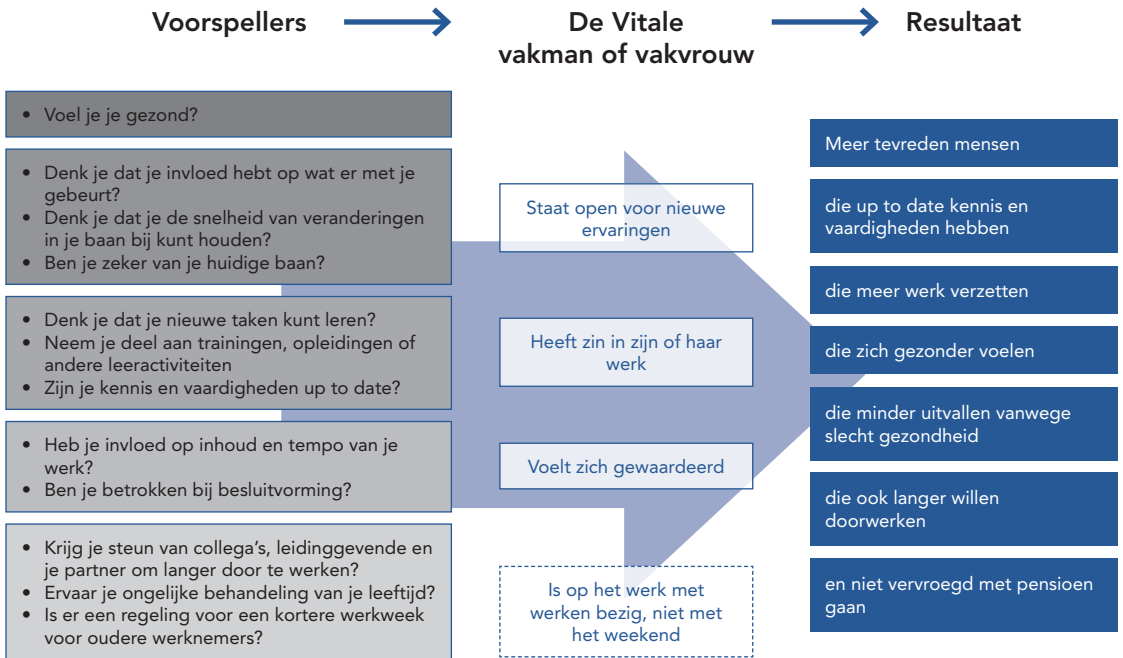 Voorspellers
De Vitale
vakman of vakvrouw
Resultaat
• Voel je je gezond?
• Denk je dat je invloed hebt op wat er met je
gebeurt?
• Denk je dat je de snelheid van veranderingen
in je baan bij kunt houden?
• Ben je zeker van je huidige baan?
• Denk je dat je nieuwe taken kunt leren?
• Neem je deel aan trainingen, opleidingen of
andere leeractiviteiten
• Zijn je kennis en vaardigheden up to date?
• Heb je invloed op inhoud en tempo van je
werk?
• Ben je betrokken bij besluitvorming?
• Krijg je steun van collega's, leidinggevende en
je partner om langer door te werken?
• Ervaar je ongelijke behandeling van je leeftijd?
• Is er een regeling voor een kortere werkweek
voor oudere werknemers?
Staat open voor nieuwe
ervaringen
Heeft zin in zijn of haar
werk
Voelt zich gewaardeerd
Is op het werk met
werken bezig, niet met
het weekend
Meer tevreden mensen
die up to date kennis en
vaardigheden hebben
die meer werk verzetten
die zich gezonder voelen
die minder uitvallen vanwege
slecht gezondheid
die ook langer willen
doorwerken
en niet vervroegd met pensioen
gaan